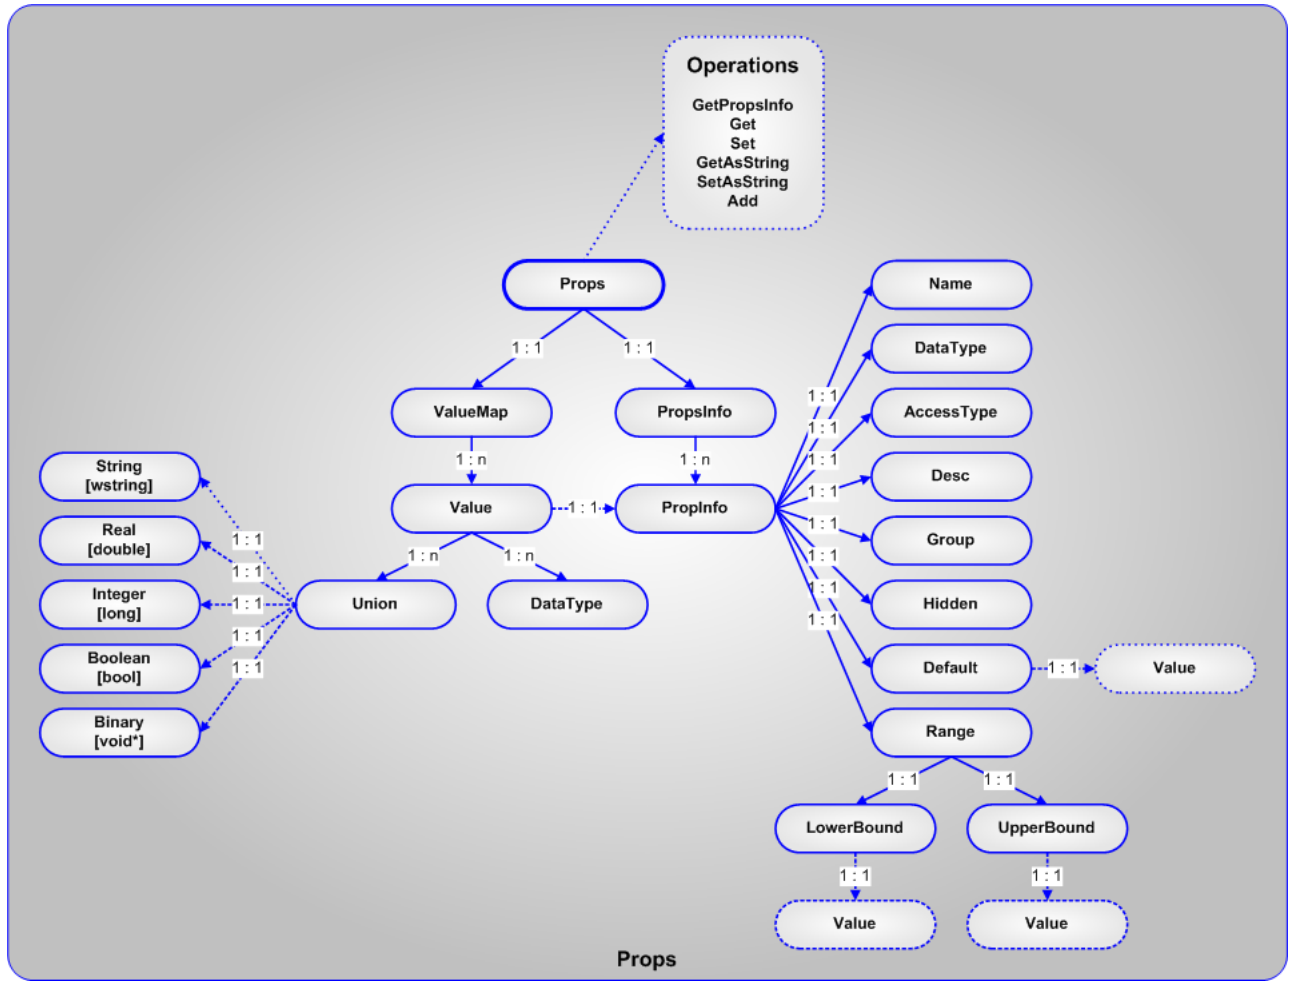 Operations
GetPropsInfo
Get
Set
GetAsString
SetAsString
Add
Props
1 : 1
1 : 1
ValueMap
PropsInfo
1 : n
1 : n
Value
1 : 1
PropInfo
1 : n
1 : n
Union
DataType
String
[wstring]
Real
[double]
Integer
[long]
Boolean
[bool]
Binary
[void*]
1 : 1
1 : 1
1 : 1
1 : 1
1 : 1
1 : 1
1 : 1
1 : 1
1 : 1
1 : 1
1 : 1
1 : 1
1 : 1
Name
DataType
AccessType
Desc
Group
Hidden
Default
1 : 1
Value
Range
1 : 1
1 : 1
LowerBound
UpperBound
1 : 1
1 : 1
Value
Value
Props